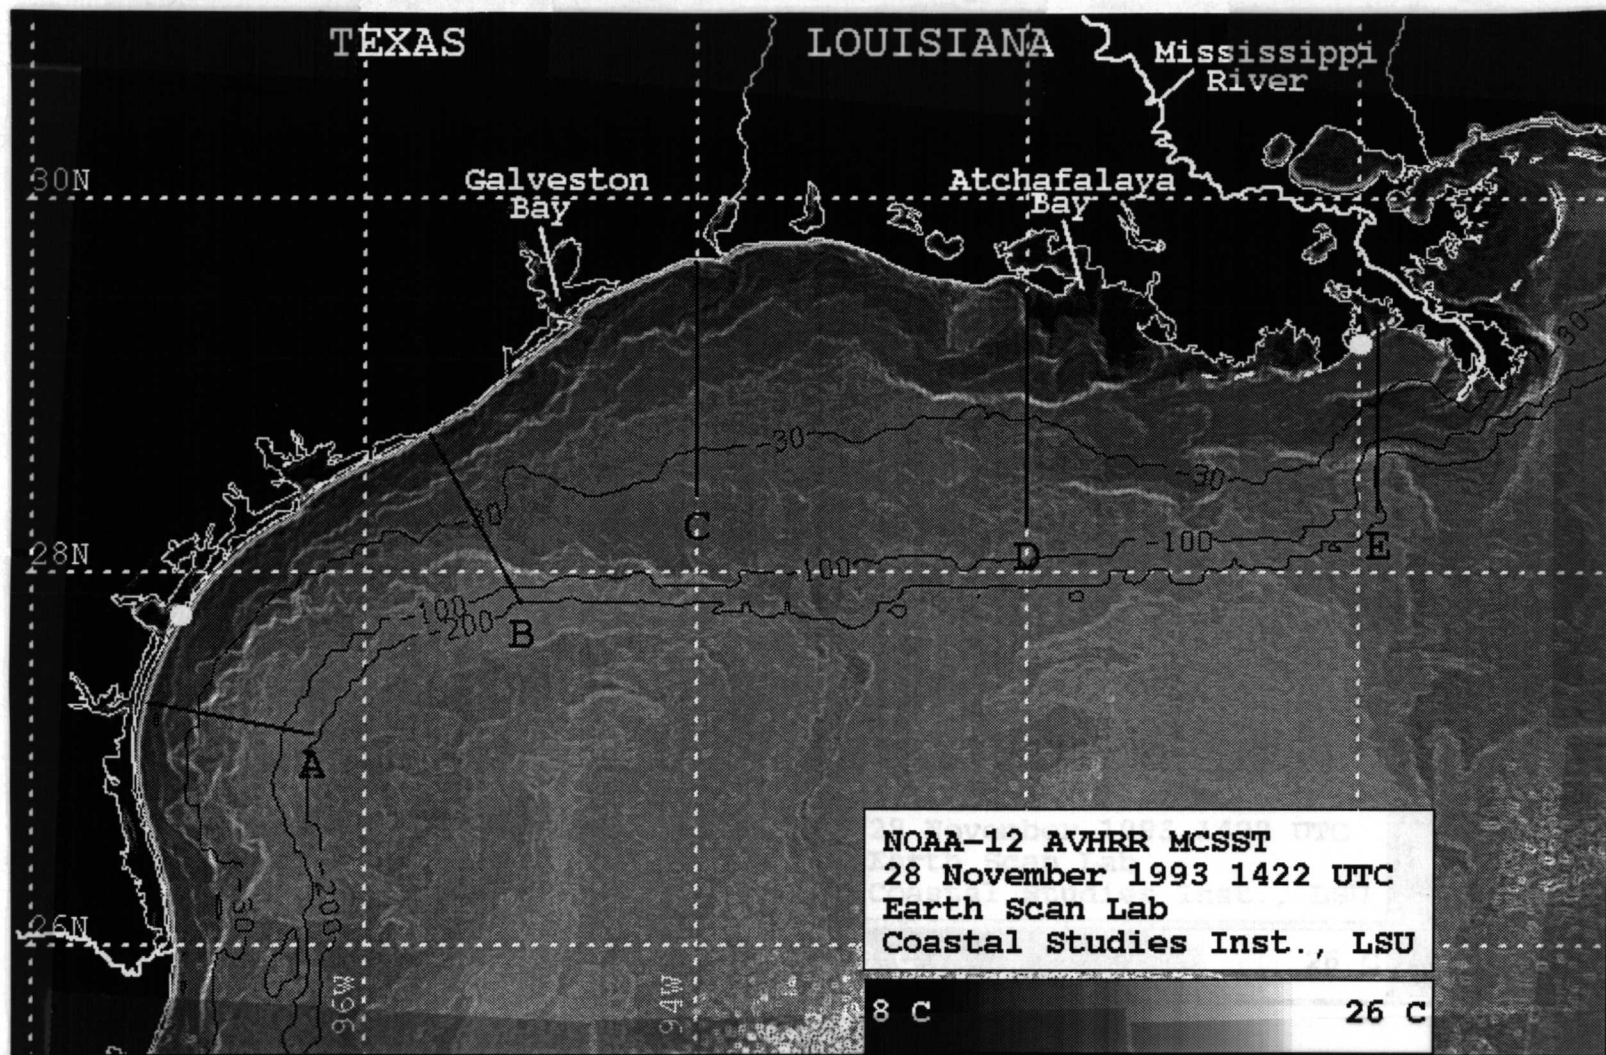 TEXAS
LOUISIANA
Mississippi
River
30N
Galveston
Bay
Atchafalaya
Bay
-30
-30
-30
-30
-100
-100
C
D
E
28N
-100
-200
B
A
-30
-200
NOAA-12 AVHRR MCSST
28 November 1993 1422 UTC
Earth Scan Lab
Coastal Studies Inst., LSU
26N
96W
94W
8 C
26 C